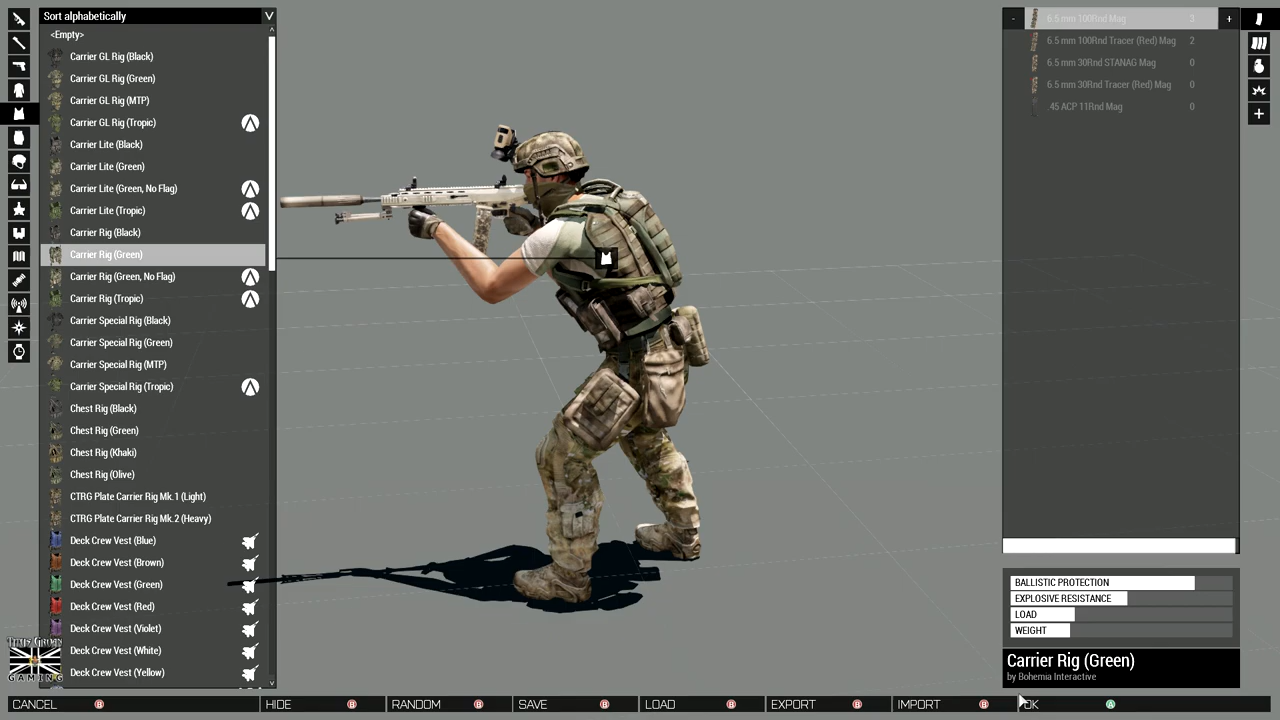 Sort alphabetically
<Empty>
Carrier GL Rig (Black)
Carrier GL Rig (Green)
Carrier GL Rig (MTP)
Carrier GL Rig (Tropic)
Carrier Lite (Black)
Carrier Lite (Green)
Carrier Lite (Green, No Flag)
Carrier Lite (Tropic)
Carrier Rig (Black)
Carrier Rig (Green)
Carrier Rig (Green, No Flag)
Carrier Rig (Tropic)
Carrier Special Rig (Black)
Carrier Special Rig (Green)
Carrier Special Rig (MTP)
Carrier Special Rig (Tropic)
Chest Rig (Black)
Chest Rig (Green)
Chest Rig (Khaki)
Chest Rig (Olive)
CTRG Plate Carrier Rig Mk.1 (Light)
CTRG Plate Carrier Rig Mk.2 (Heavy)
Deck Crew Vest (Blue)
Deck Crew Vest (Brown)
Deck Crew Vest (Green)
Deck Crew Vest (Red)
Deck Crew Vest (Violet)
Deck Crew Vest (White)
Deck Crew Vest (Yellow)
GAMING
- 6.5 mm 100Rnd Mag 3 +
6.5 mm 100Rnd Tracer (Red) Mag 2
6.5 mm 30Rnd STANAG Mag 0
6.5 mm 30Rnd Tracer (Red) Mag 0
.45 ACP 11Rnd Mag 0
BALLISTIC PROTECTION
EXPLOSIVE RESISTANCE
LOAD
WEIGHT
Carrier Rig (Green)
by Bohemia Interactive
CANCEL B HIDE B RANDOM B SAVE B LOAD B EXPORT B IMPORT B OK A